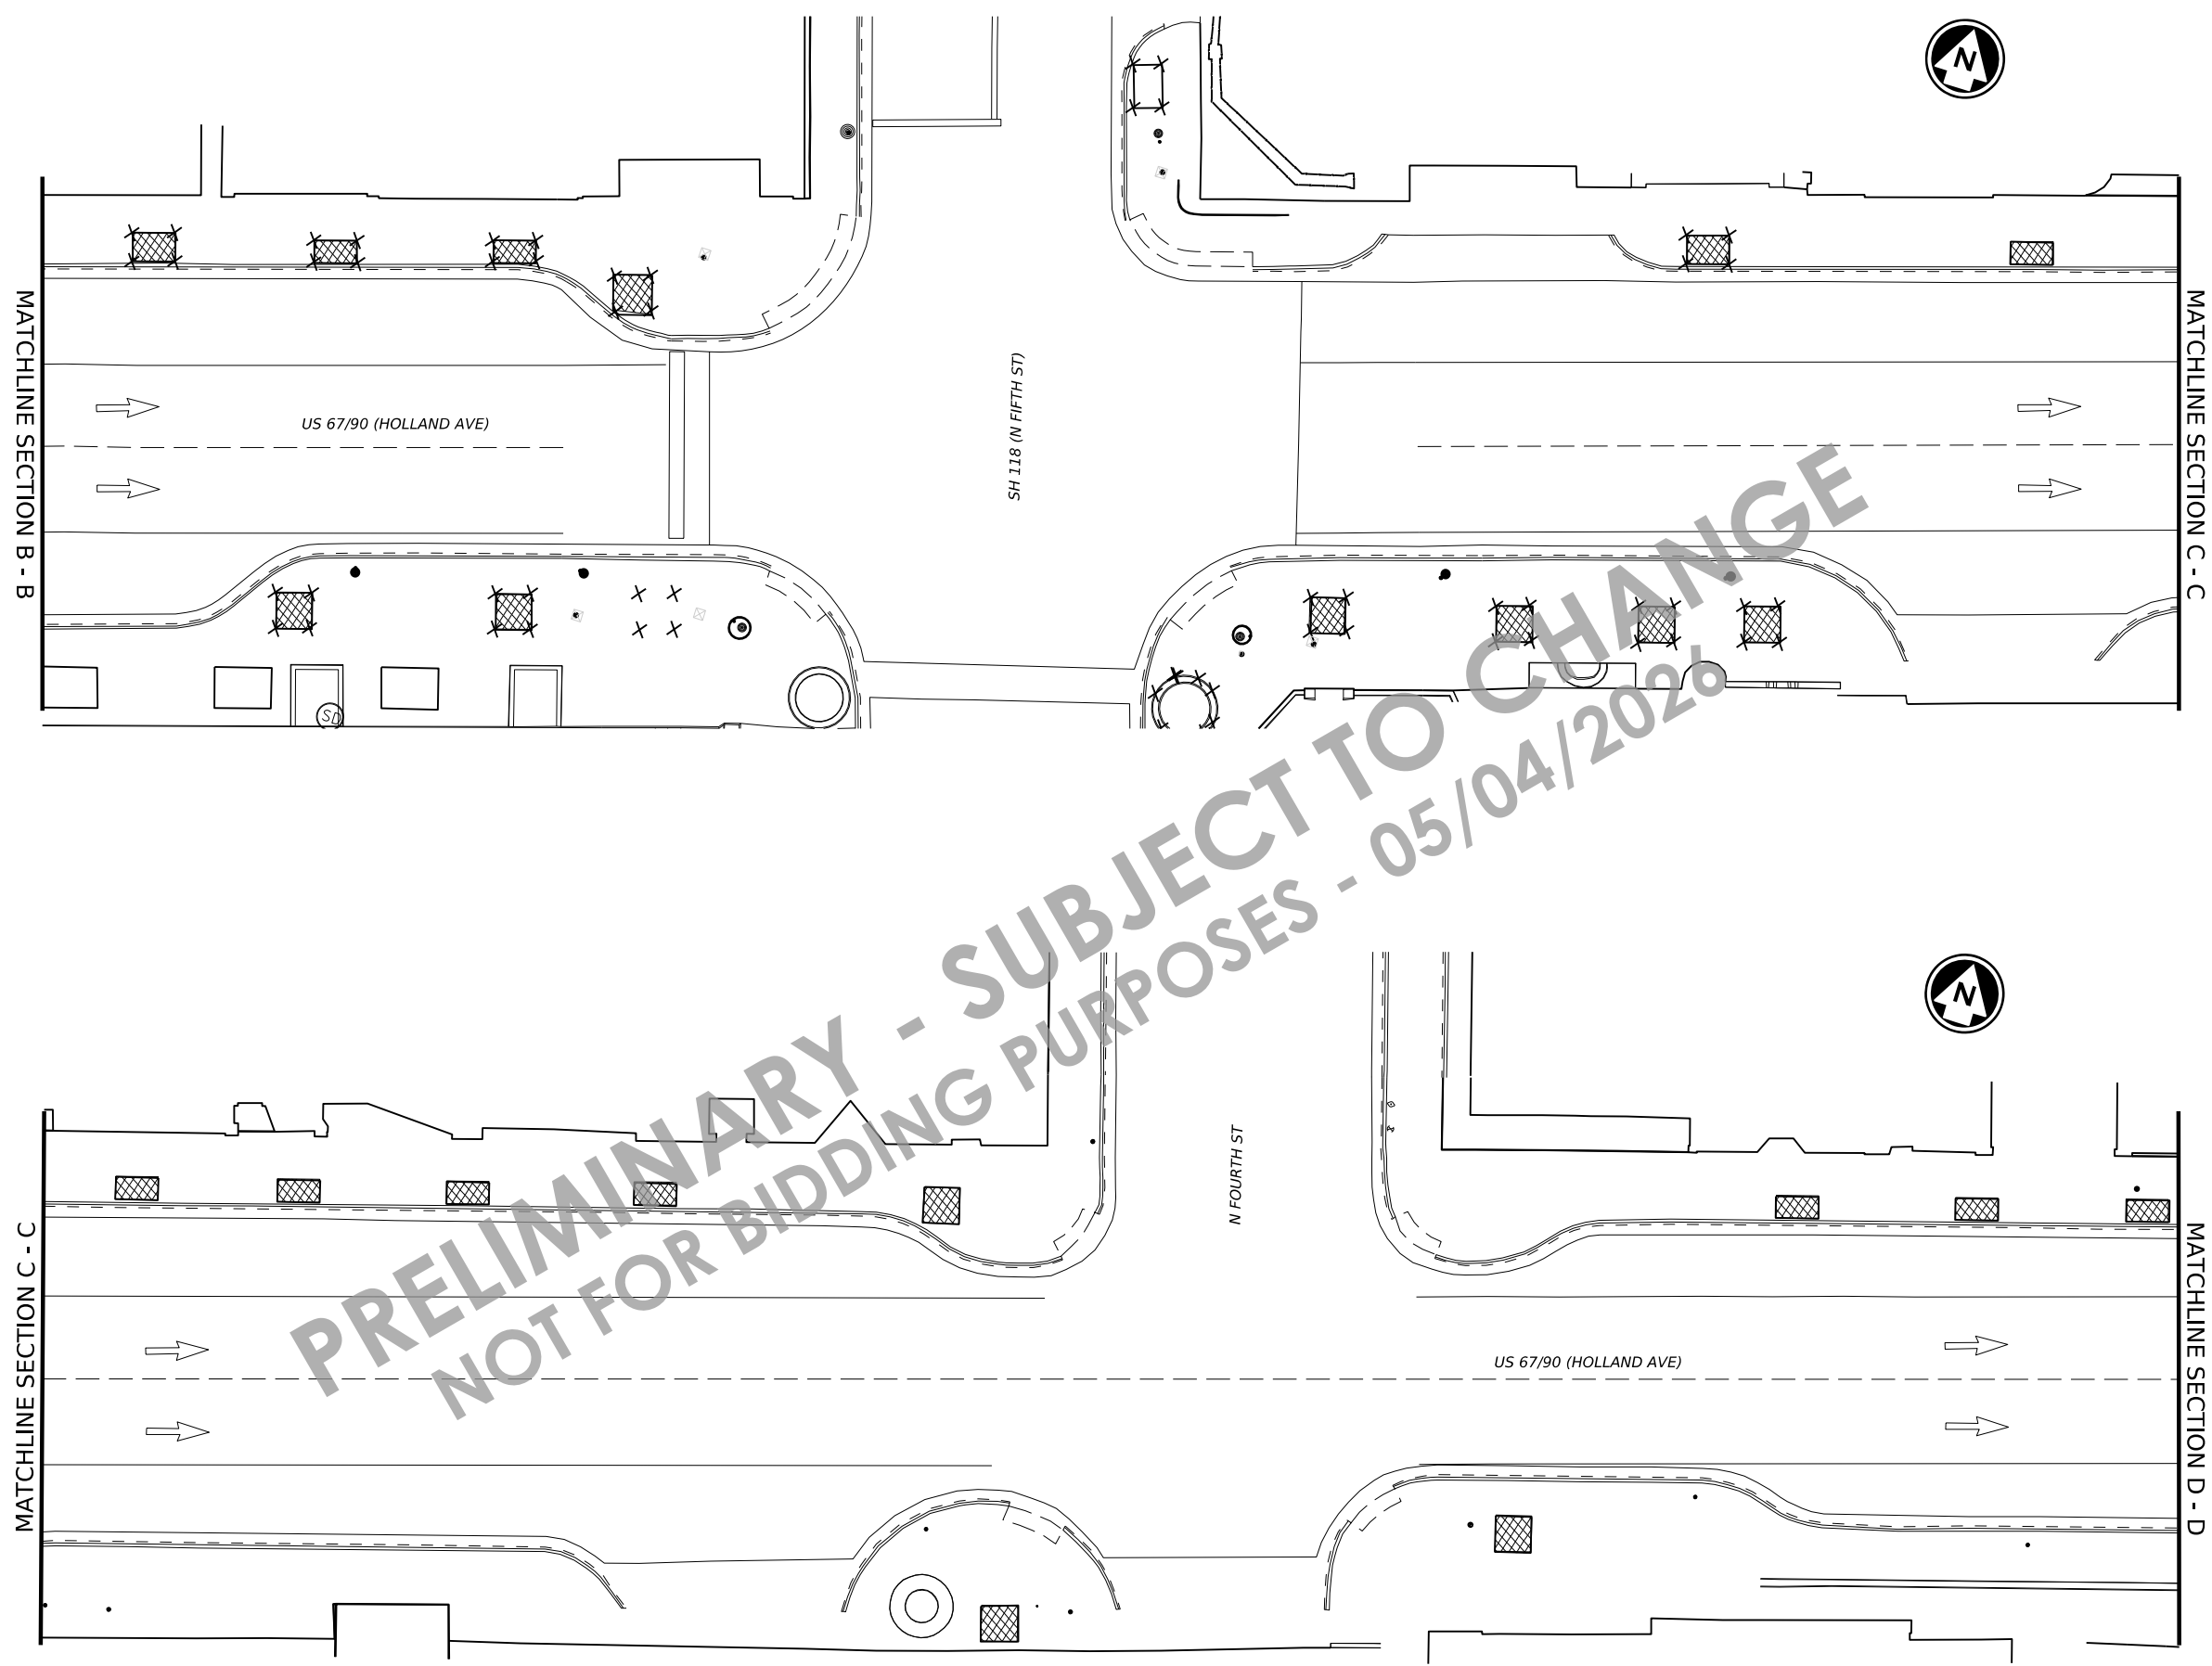 N
MATCHLINE SECTION B - B
US 67/90 (HOLLAND AVE)
SH 118 (N FIFTH ST)
MATCHLINE SECTION C - C
SD
PRELIMINARY - SUBJECT TO CHANGE
NOT FOR BIDDING PURPOSES - 05/04/2026
N
MATCHLINE SECTION C - C
N FOURTH ST
US 67/90 (HOLLAND AVE)
MATCHLINE SECTION D - D